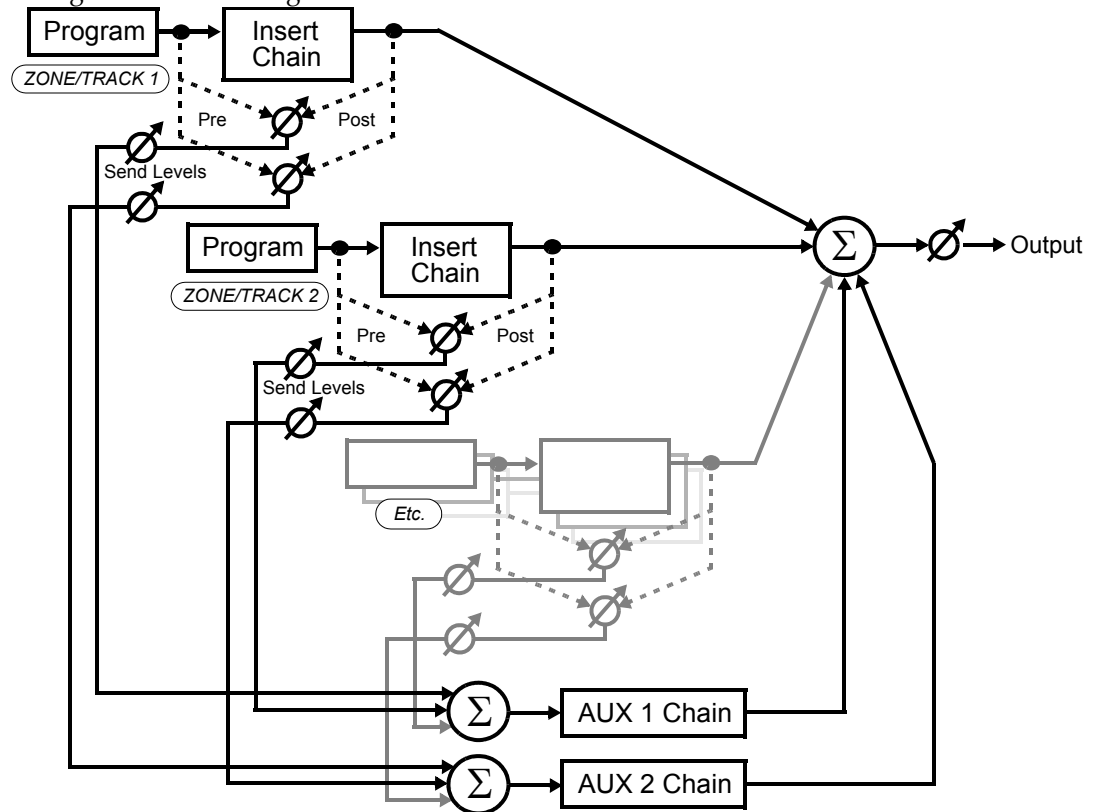 Program
Insert
Chain
ZONE/TRACK 1
Pre
Post
Send Levels
Program
Insert
Chain
Σ
Output
ZONE/TRACK 2
Pre
Post
Send Levels
Etc.
Σ
AUX 1 Chain
Σ
AUX 2 Chain